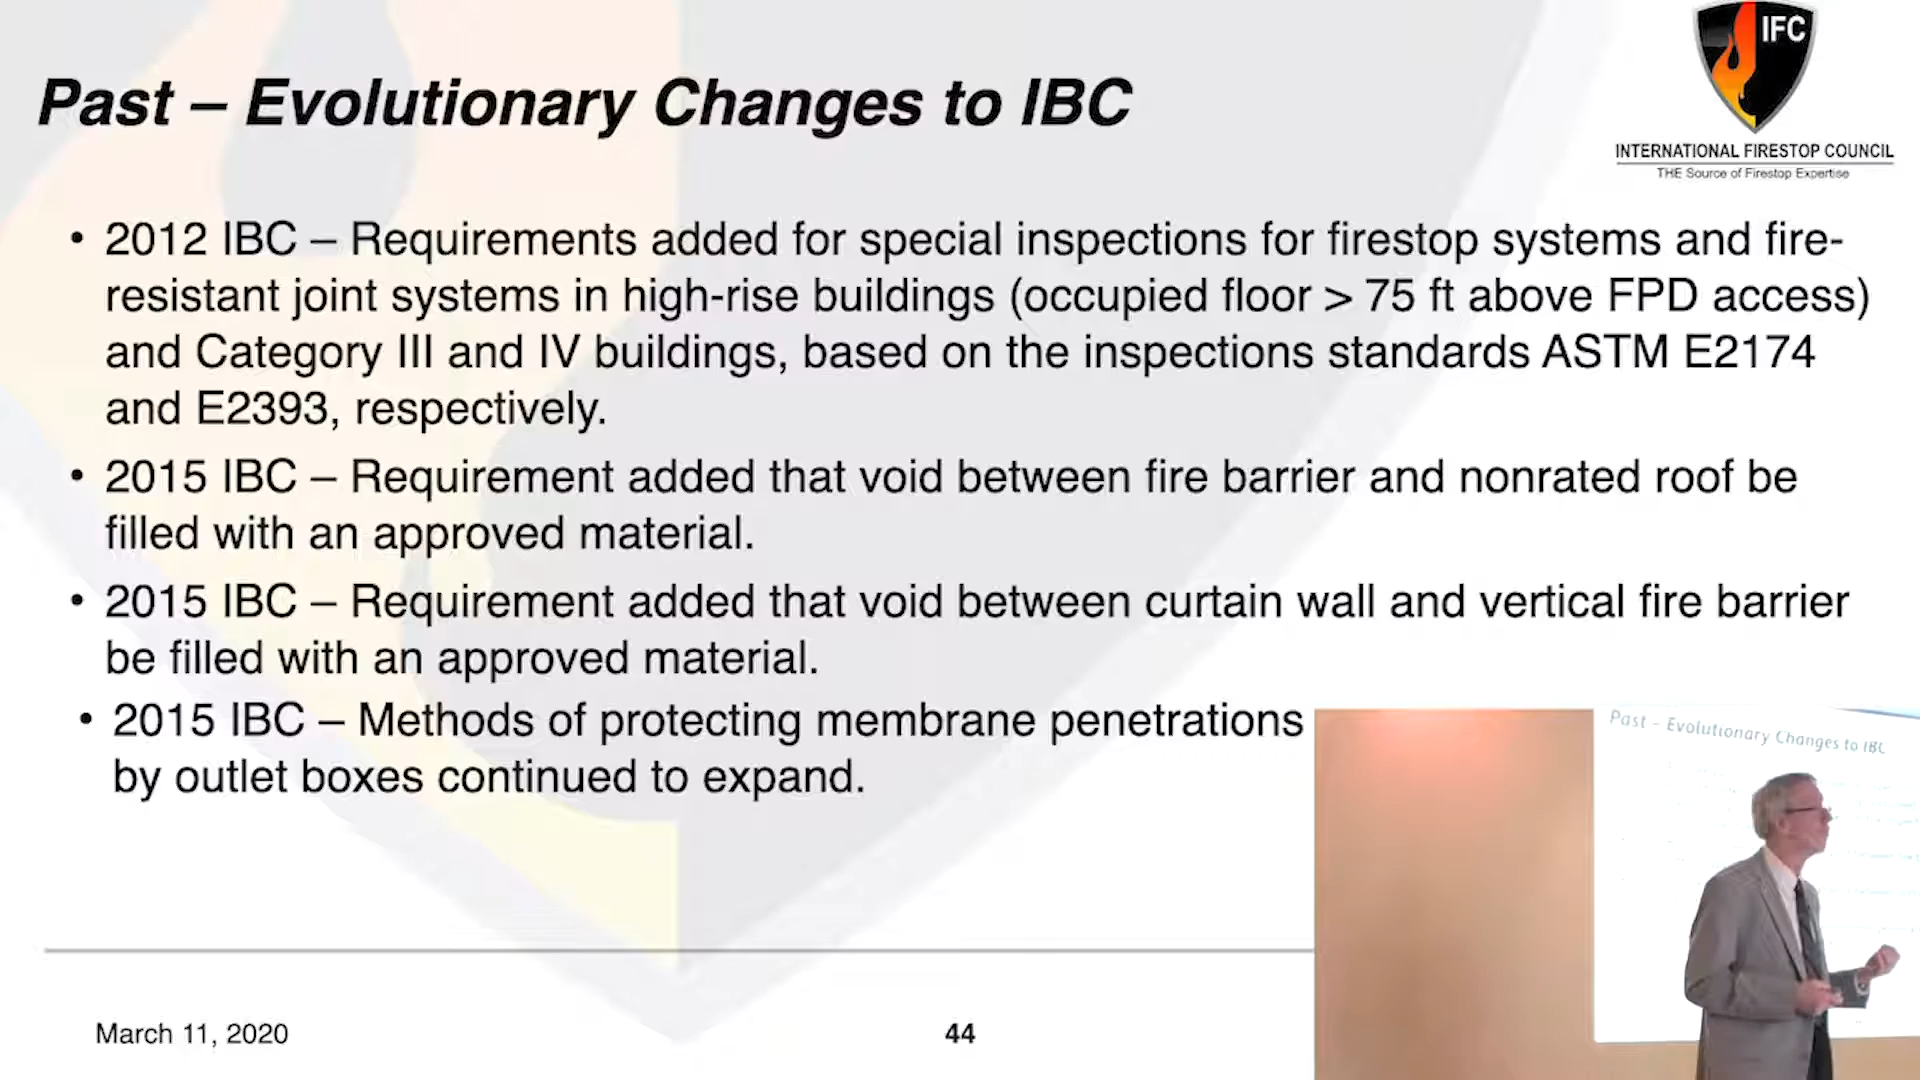 IFC
INTERNATIONAL FIRESTOP COUNCIL
THE Source of Firestop Expertise
Past – Evolutionary Changes to IBC
• 2012 IBC – Requirements added for special inspections for firestop systems and fire-
resistant joint systems in high-rise buildings (occupied floor > 75 ft above FPD access)
and Category III and IV buildings, based on the inspections standards ASTM E2174
and E2393, respectively.
• 2015 IBC – Requirement added that void between fire barrier and nonrated roof be
filled with an approved material.
• 2015 IBC – Requirement added that void between curtain wall and vertical fire barrier
be filled with an approved material.
• 2015 IBC – Methods of protecting membrane penetrations
by outlet boxes continued to expand.
Past – Evolutionary Changes to IBC
March 11, 2020
44